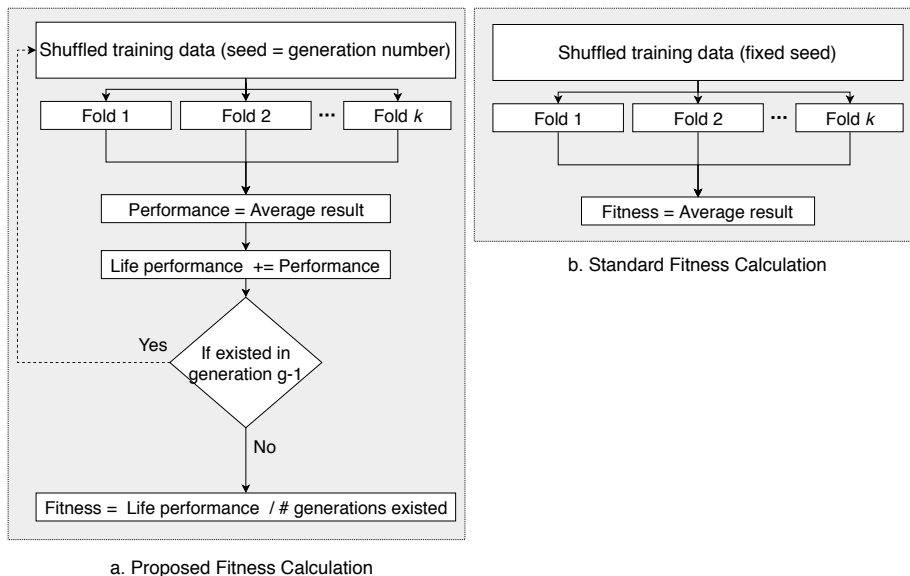 Shuffled training data (seed = generation number)
Fold 1
Fold 2
...
Fold k
Performance = Average result
Life performance += Performance
Yes
If existed in
generation g-1
No
Fitness = Life performance / # generations existed
a. Proposed Fitness Calculation
Shuffled training data (fixed seed)
Fold 1
Fold 2
...
Fold k
Fitness = Average result
b. Standard Fitness Calculation